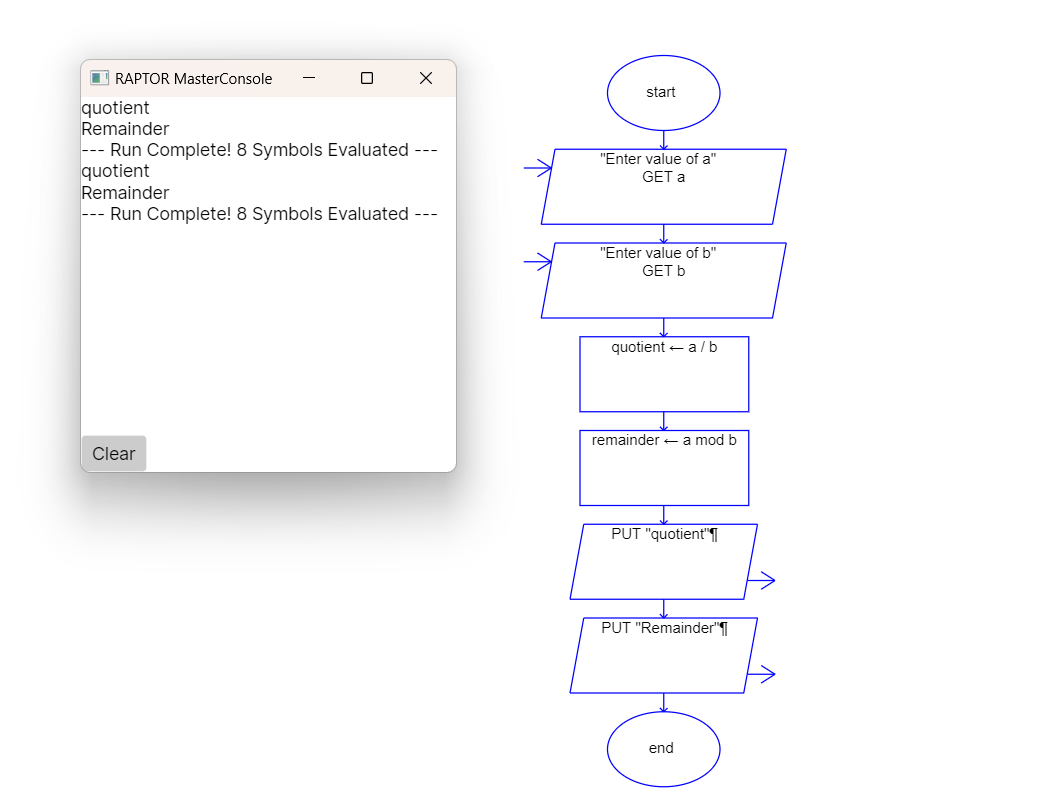 RAPTOR MasterConsole
quotient
Remainder
--- Run Complete! 8 Symbols Evaluated ---
quotient
Remainder
--- Run Complete! 8 Symbols Evaluated ---
Clear
start
"Enter value of a"
GET a
"Enter value of b"
GET b
quotient ← a / b
remainder ← a mod b
PUT "quotient"¶
PUT "Remainder"¶
end